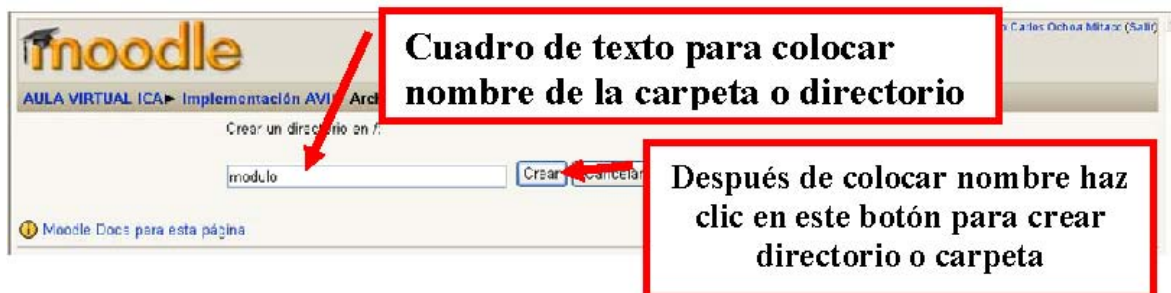 moodle
Carlos Ochoa Mitacc (Salir)
Cuadro de texto para colocar
nombre de la carpeta o directorio
AULA VIRTUAL ICA► Implementación
Crear un directorio en /:
modulo
Crear Cancelar
Después de colocar nombre haz
clic en este botón para crear
directorio o carpeta
Moodle Docs para esta página